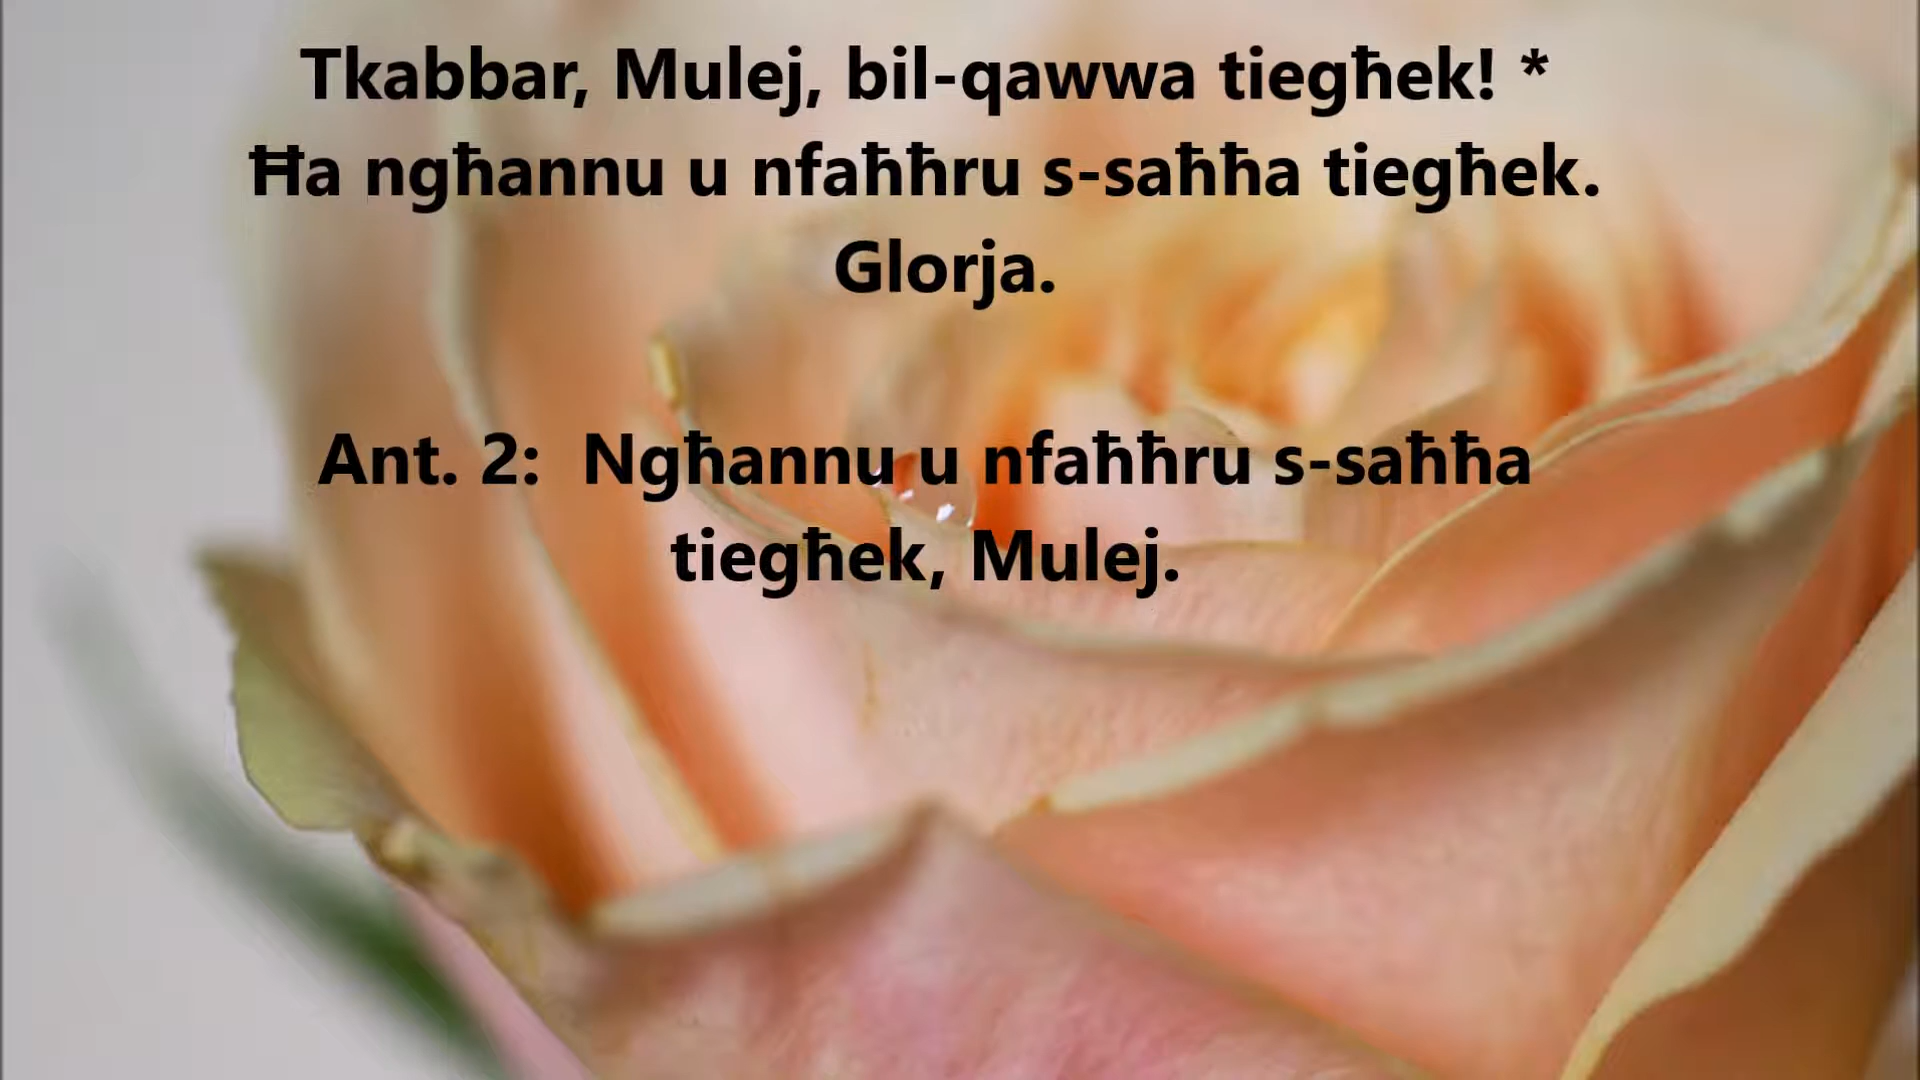 Tkabbar, Mulej, bil-qawwa tiegħek! *
Ħa ngħannu u nfaħħru s-saħħa tiegħek.
Glorja.
Ant. 2:  Ngħannu u nfaħħru s-saħħa
tiegħek, Mulej.